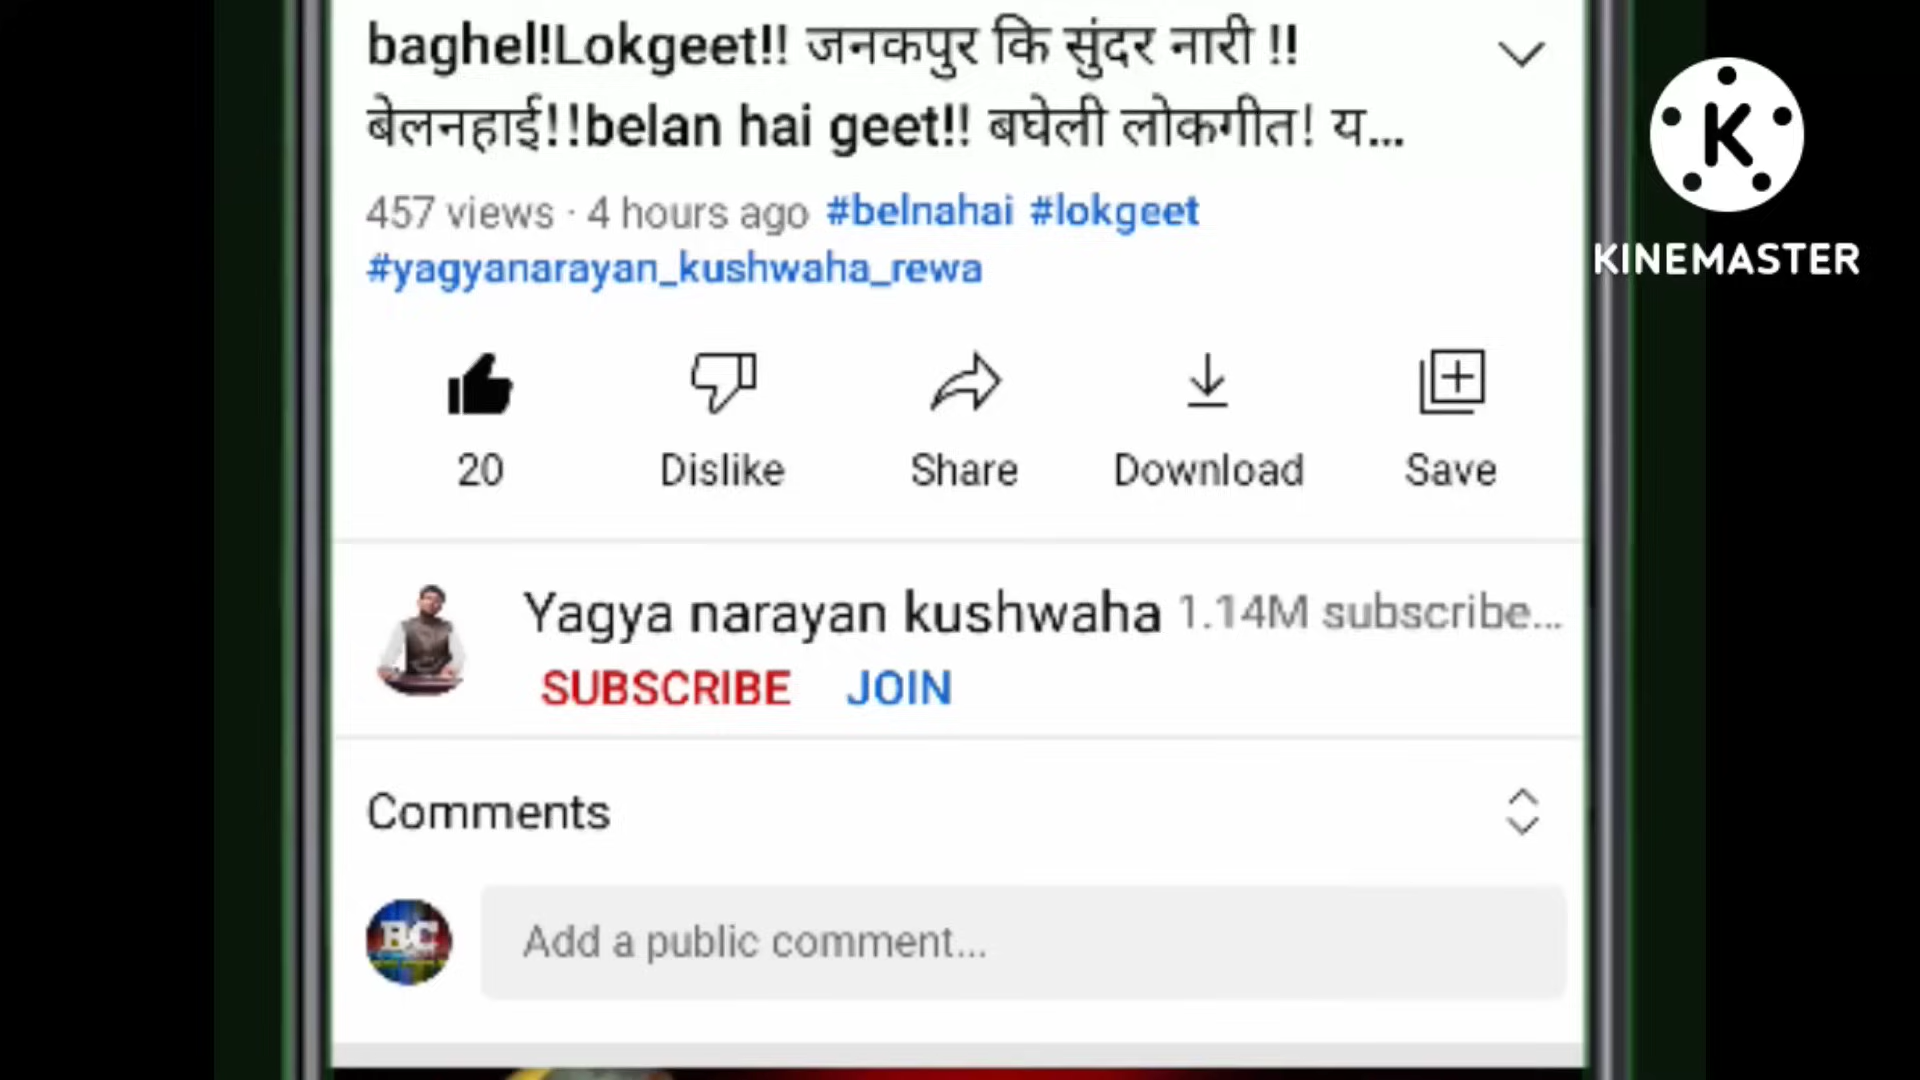 baghel!Lokgeet!! जनकपुर कि सुंदर नारी !!
बेलनहाई!!belan hai geet!! बघेली लोकगीत! य...
457 views · 4 hours ago #belnahai #lokgeet
#yagyanarayan_kushwaha_rewa
20 Dislike Share Download Save
Yagya narayan kushwaha 1.14M subscribe...
SUBSCRIBE JOIN
Comments
BC
Add a public comment...
K
KINEMASTER